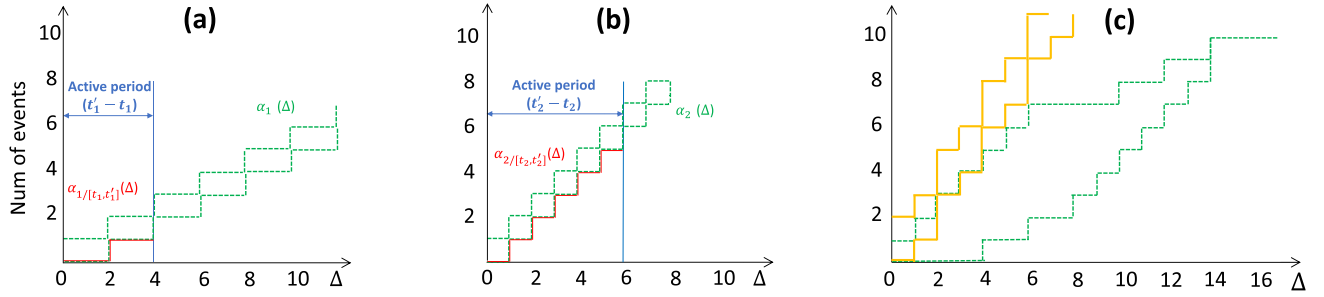 (a)
Num of events
10
8
6
4
2
Active period
(t′₁ − t₁)
α₁ (Δ)
α₁/[t₁,t′₁](Δ)
0 2 4 6 8 10 Δ
(b)
10
8
6
4
2
Active period
(t′₂ − t₂)
α₂ (Δ)
α₂/[t₂,t′₂](Δ)
0 2 4 6 8 10 Δ
(c)
10
8
6
4
2
0 2 4 6 8 10 12 14 16 Δ